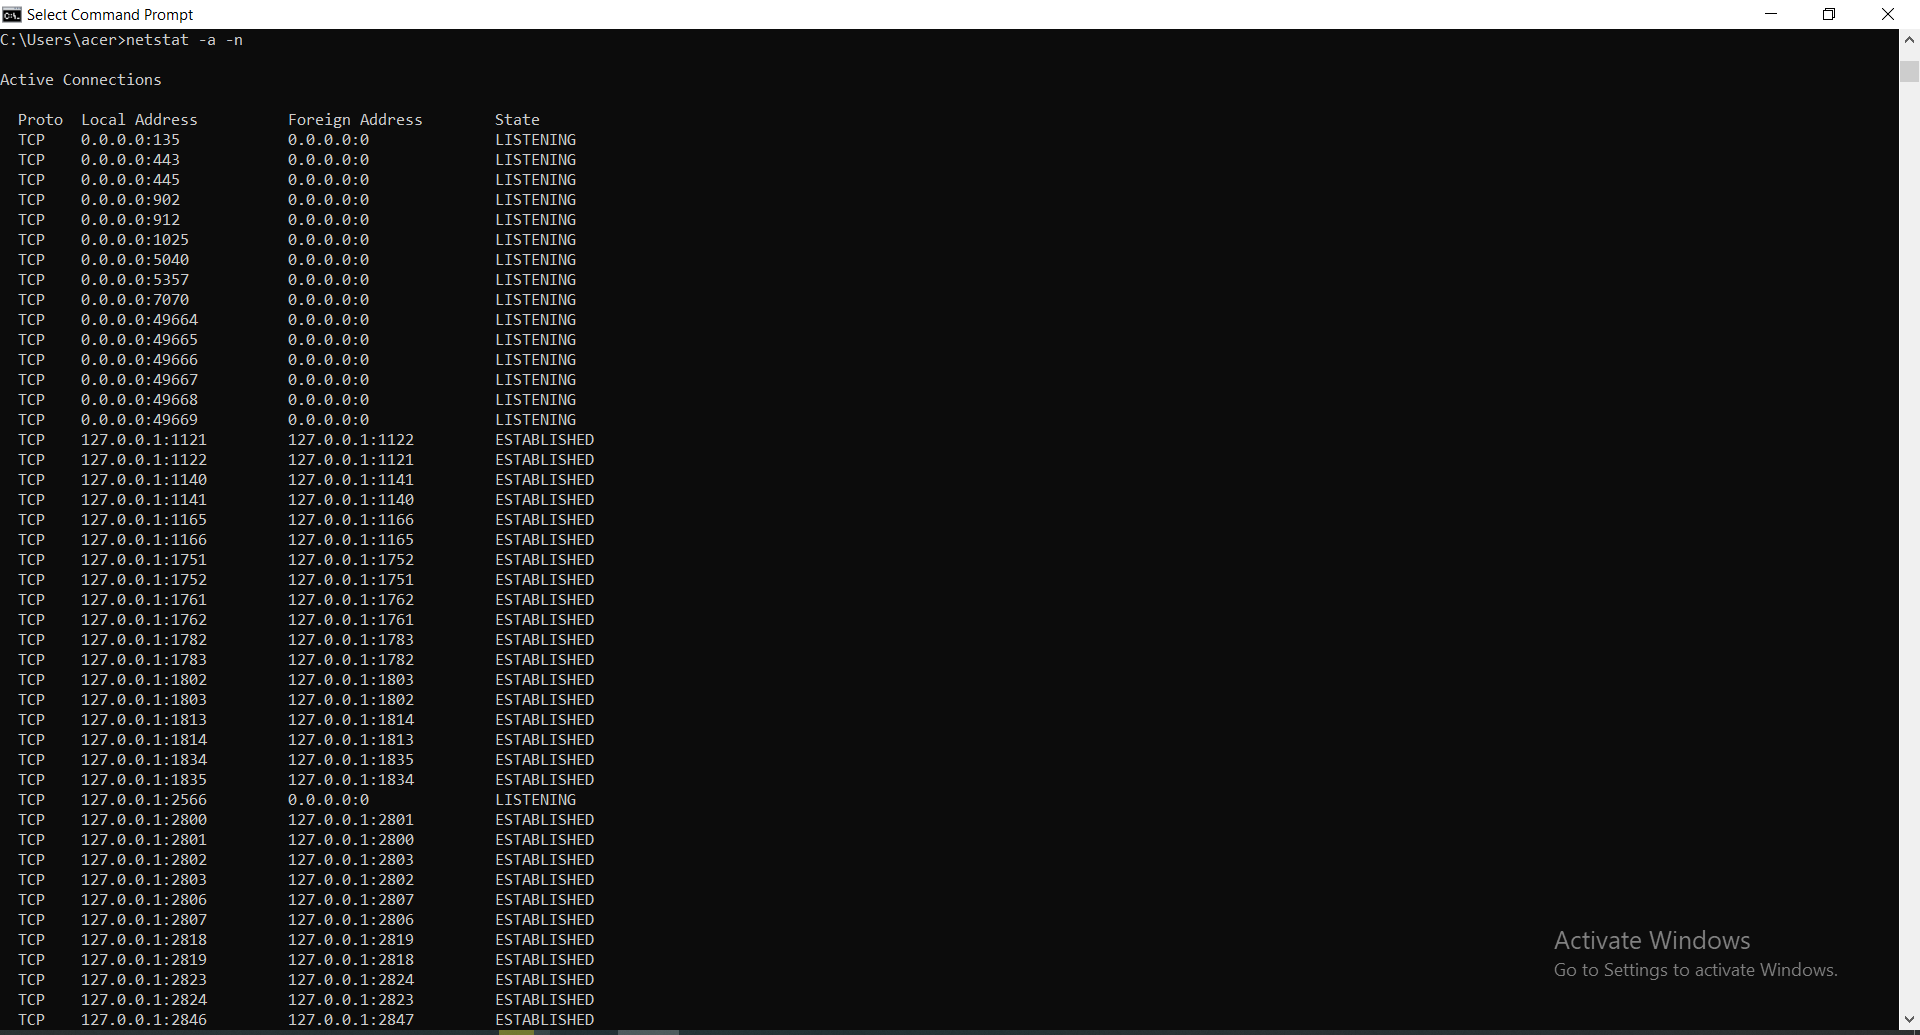 Select Command Prompt
C:\Users\acer>netstat -a -n
Active Connections
Proto Local Address Foreign Address State
TCP 0.0.0.0:135 0.0.0.0:0 LISTENING
TCP 0.0.0.0:443 0.0.0.0:0 LISTENING
TCP 0.0.0.0:445 0.0.0.0:0 LISTENING
TCP 0.0.0.0:902 0.0.0.0:0 LISTENING
TCP 0.0.0.0:912 0.0.0.0:0 LISTENING
TCP 0.0.0.0:1025 0.0.0.0:0 LISTENING
TCP 0.0.0.0:5040 0.0.0.0:0 LISTENING
TCP 0.0.0.0:5357 0.0.0.0:0 LISTENING
TCP 0.0.0.0:7070 0.0.0.0:0 LISTENING
TCP 0.0.0.0:49664 0.0.0.0:0 LISTENING
TCP 0.0.0.0:49665 0.0.0.0:0 LISTENING
TCP 0.0.0.0:49666 0.0.0.0:0 LISTENING
TCP 0.0.0.0:49667 0.0.0.0:0 LISTENING
TCP 0.0.0.0:49668 0.0.0.0:0 LISTENING
TCP 0.0.0.0:49669 0.0.0.0:0 LISTENING
TCP 127.0.0.1:1121 127.0.0.1:1122 ESTABLISHED
TCP 127.0.0.1:1122 127.0.0.1:1121 ESTABLISHED
TCP 127.0.0.1:1140 127.0.0.1:1141 ESTABLISHED
TCP 127.0.0.1:1141 127.0.0.1:1140 ESTABLISHED
TCP 127.0.0.1:1165 127.0.0.1:1166 ESTABLISHED
TCP 127.0.0.1:1166 127.0.0.1:1165 ESTABLISHED
TCP 127.0.0.1:1751 127.0.0.1:1752 ESTABLISHED
TCP 127.0.0.1:1752 127.0.0.1:1751 ESTABLISHED
TCP 127.0.0.1:1761 127.0.0.1:1762 ESTABLISHED
TCP 127.0.0.1:1762 127.0.0.1:1761 ESTABLISHED
TCP 127.0.0.1:1782 127.0.0.1:1783 ESTABLISHED
TCP 127.0.0.1:1783 127.0.0.1:1782 ESTABLISHED
TCP 127.0.0.1:1802 127.0.0.1:1803 ESTABLISHED
TCP 127.0.0.1:1803 127.0.0.1:1802 ESTABLISHED
TCP 127.0.0.1:1813 127.0.0.1:1814 ESTABLISHED
TCP 127.0.0.1:1814 127.0.0.1:1813 ESTABLISHED
TCP 127.0.0.1:1834 127.0.0.1:1835 ESTABLISHED
TCP 127.0.0.1:1835 127.0.0.1:1834 ESTABLISHED
TCP 127.0.0.1:2566 0.0.0.0:0 LISTENING
TCP 127.0.0.1:2800 127.0.0.1:2801 ESTABLISHED
TCP 127.0.0.1:2801 127.0.0.1:2800 ESTABLISHED
TCP 127.0.0.1:2802 127.0.0.1:2803 ESTABLISHED
TCP 127.0.0.1:2803 127.0.0.1:2802 ESTABLISHED
TCP 127.0.0.1:2806 127.0.0.1:2807 ESTABLISHED
TCP 127.0.0.1:2807 127.0.0.1:2806 ESTABLISHED
TCP 127.0.0.1:2818 127.0.0.1:2819 ESTABLISHED
TCP 127.0.0.1:2819 127.0.0.1:2818 ESTABLISHED
TCP 127.0.0.1:2823 127.0.0.1:2824 ESTABLISHED
TCP 127.0.0.1:2824 127.0.0.1:2823 ESTABLISHED
TCP 127.0.0.1:2846 127.0.0.1:2847 ESTABLISHED
Activate Windows
Go to Settings to activate Windows.